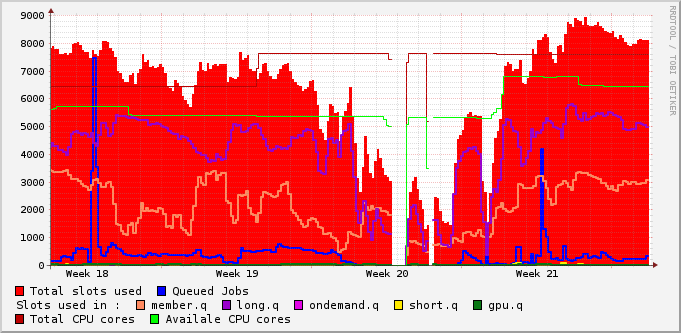 9000
8000
7000
6000
5000
4000
3000
2000
1000
0
Week 18 Week 19 Week 20 Week 21
RRDTOOL / TOBI OETIKER
Total slots used Queued Jobs
Slots used in : member.q long.q ondemand.q short.q gpu.q
Total CPU cores Availale CPU cores